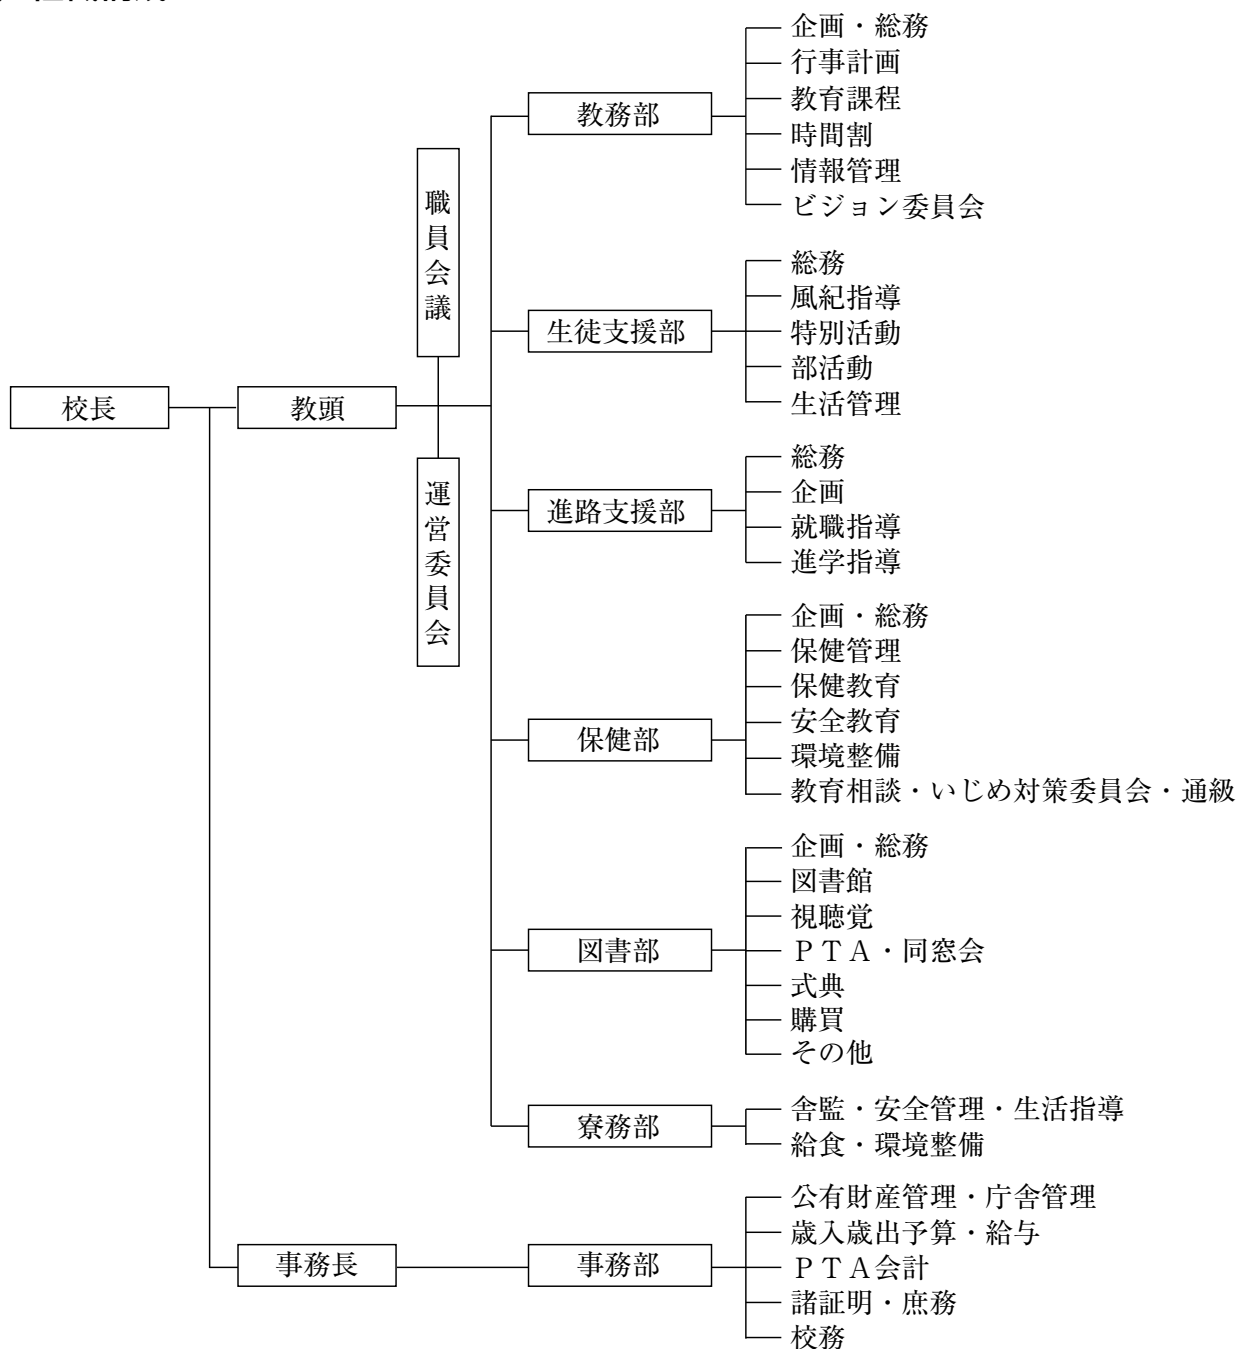 校長
教頭
職員会議
運営委員会
教務部
企画・総務
行事計画
教育課程
時間割
情報管理
ビジョン委員会
生徒支援部
総務
風紀指導
特別活動
部活動
生活管理
進路支援部
総務
企画
就職指導
進学指導
保健部
企画・総務
保健管理
保健教育
安全教育
環境整備
教育相談・いじめ対策委員会・通級
図書部
企画・総務
図書館
視聴覚
ＰＴＡ・同窓会
式典
購買
その他
寮務部
舎監・安全管理・生活指導
給食・環境整備
事務長
事務部
公有財産管理・庁舎管理
歳入歳出予算・給与
ＰＴＡ会計
諸証明・庶務
校務